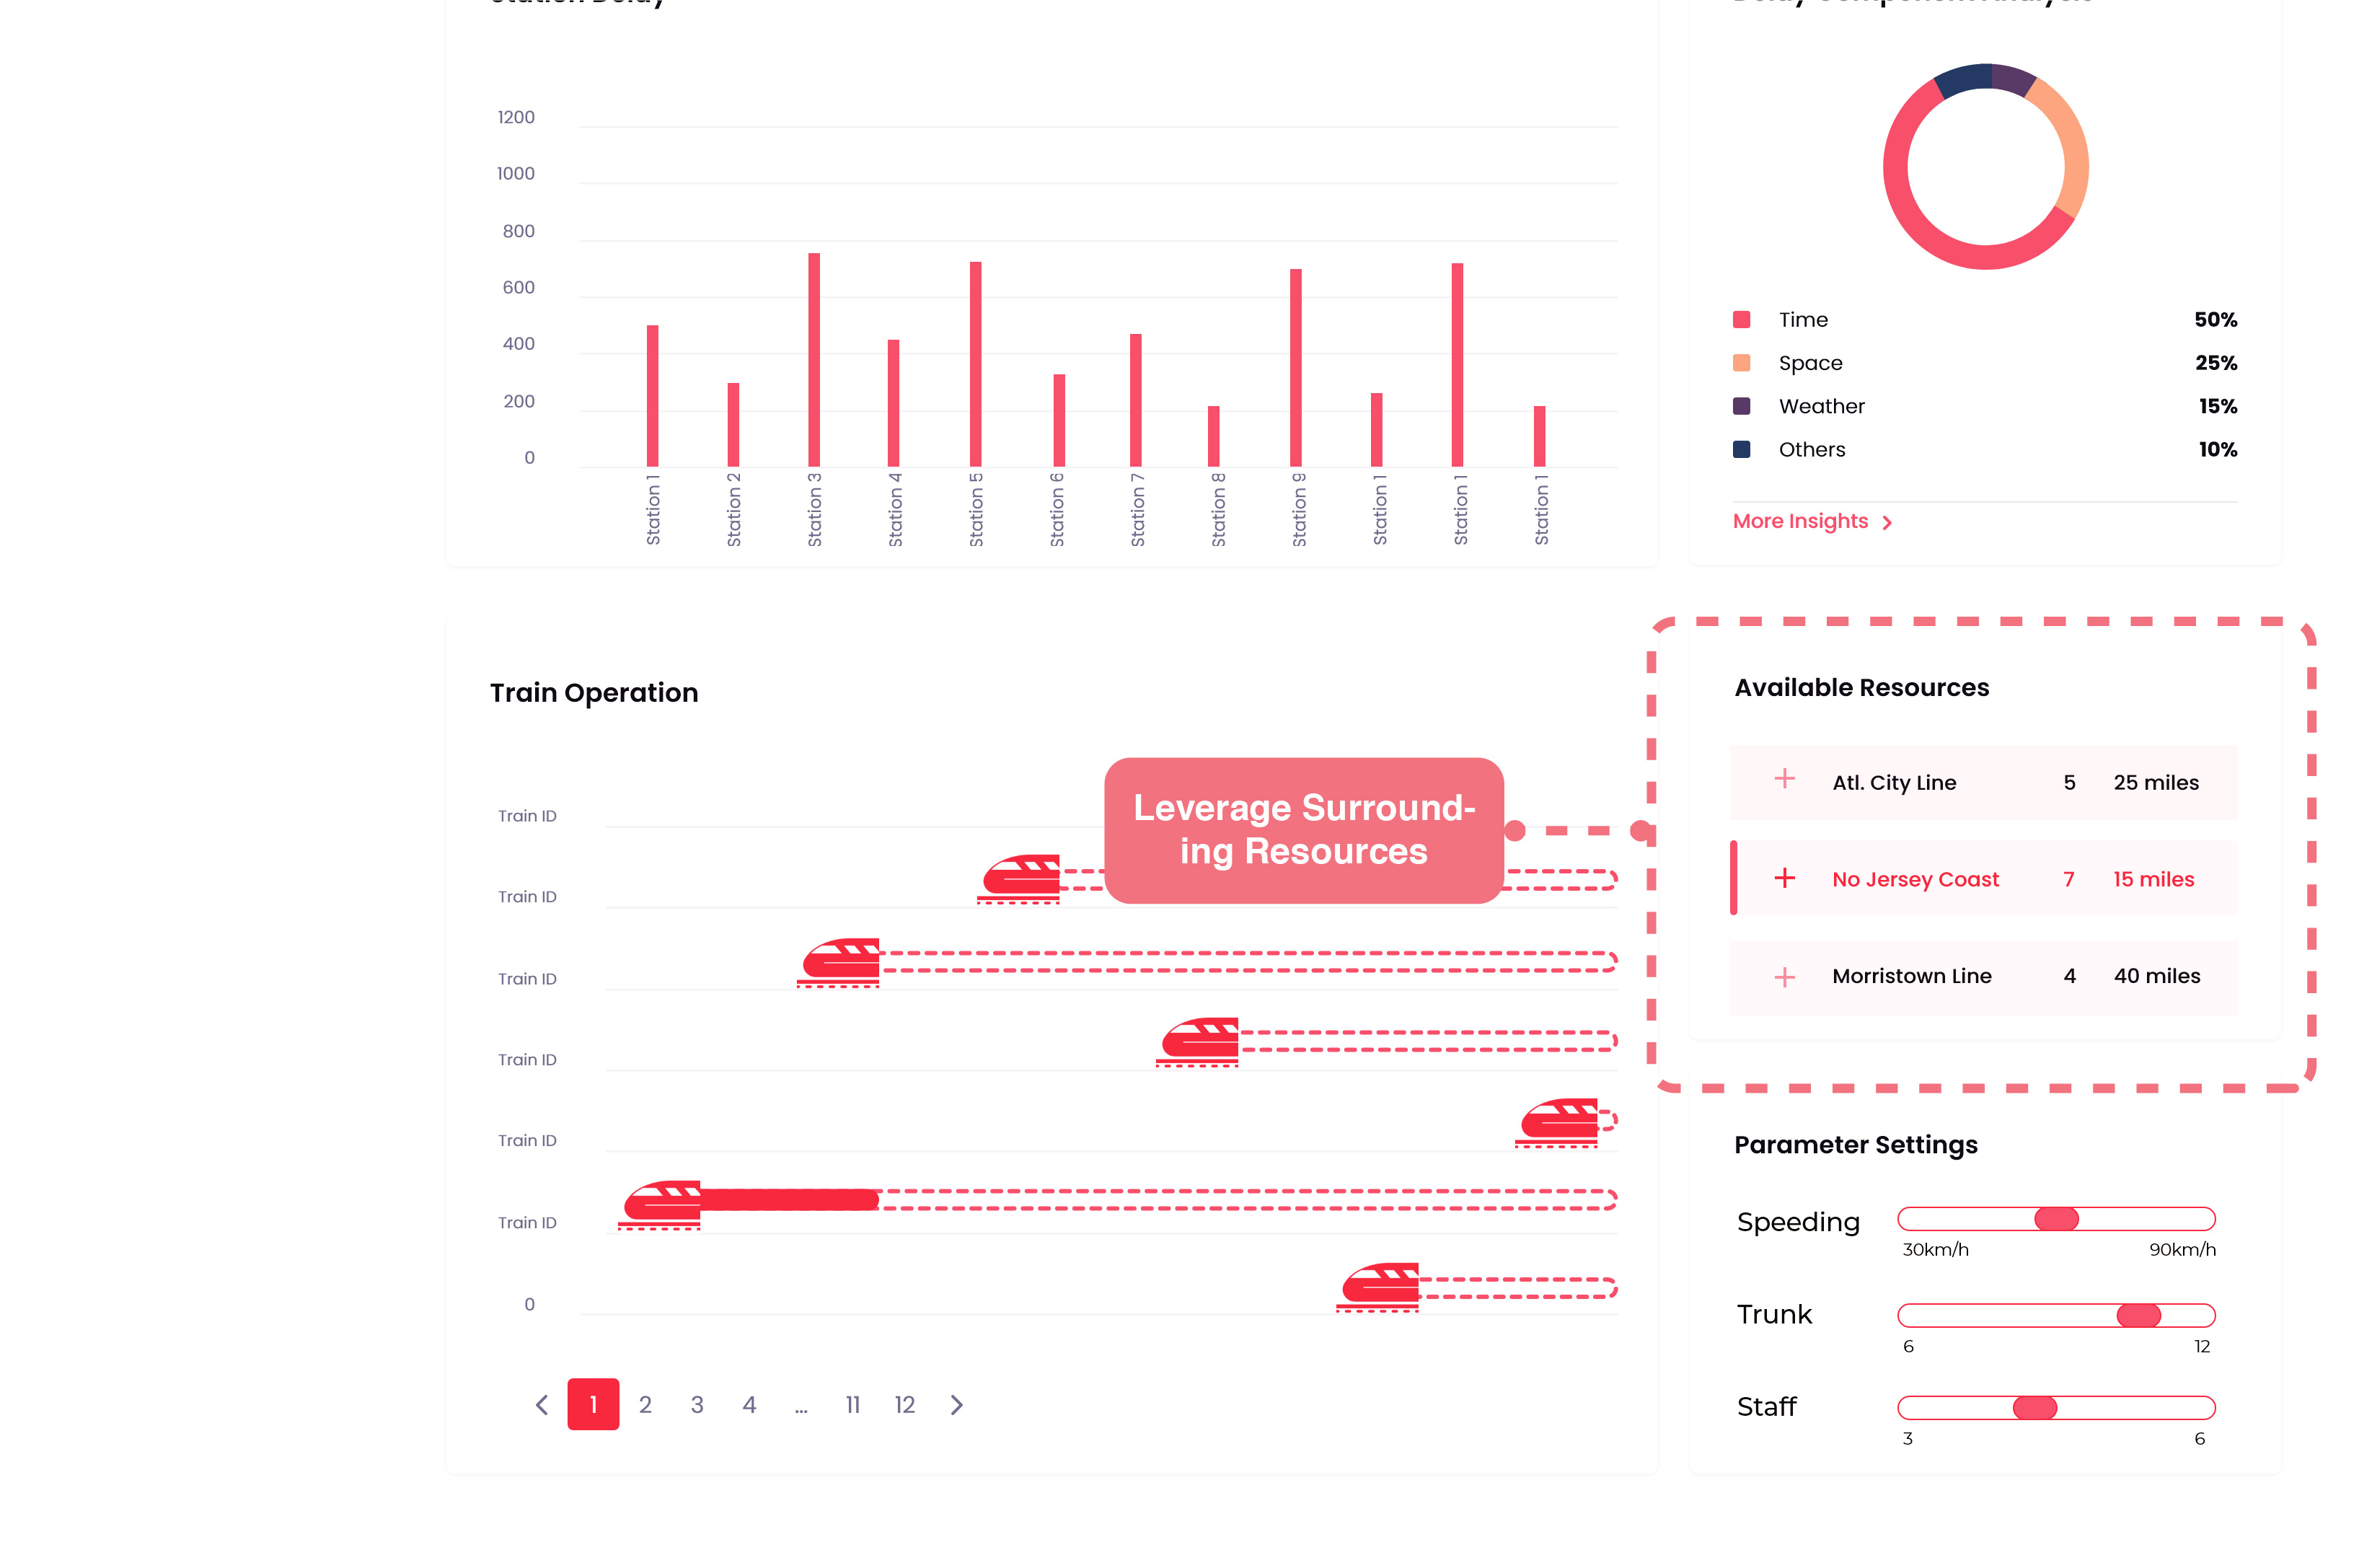 Station Delay
1200
1000
800
600
400
200
0
Station 1
Station 2
Station 3
Station 4
Station 5
Station 6
Station 7
Station 8
Station 9
Station 1
Station 1
Station 1
Delay Component Analysis
Time 50%
Space 25%
Weather 15%
Others 10%
More Insights
Train Operation
Train ID
Train ID
Train ID
Train ID
Train ID
Train ID
0
Leverage Surround-
ing Resources
1 2 3 4 ... 11 12
Available Resources
Atl. City Line 5 25 miles
No Jersey Coast 7 15 miles
Morristown Line 4 40 miles
Parameter Settings
Speeding
30km/h 90km/h
Trunk
6 12
Staff
3 6